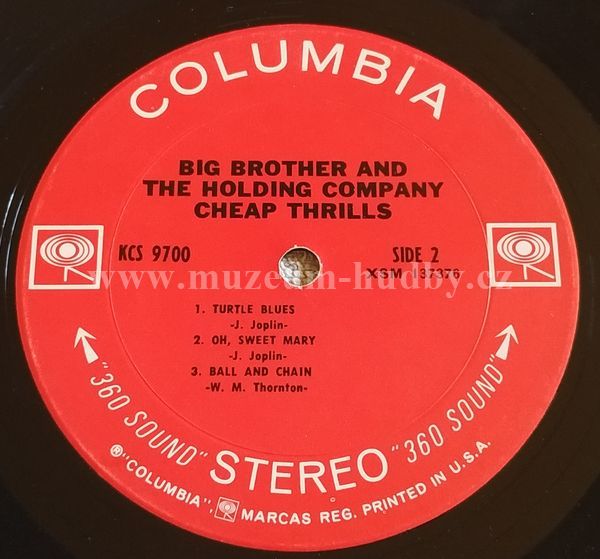 COLUMBIA
BIG BROTHER AND
THE HOLDING COMPANY
CHEAP THRILLS
KCS 9700
SIDE 2
XSM 137376
www.muzeum-hudby.cz
1. TURTLE BLUES
-J. Joplin-
2. OH, SWEET MARY
-J. Joplin-
3. BALL AND CHAIN
-W. M. Thornton-
"360 SOUND" STEREO "360 SOUND"
® "COLUMBIA", MARCAS REG. PRINTED IN U.S.A.